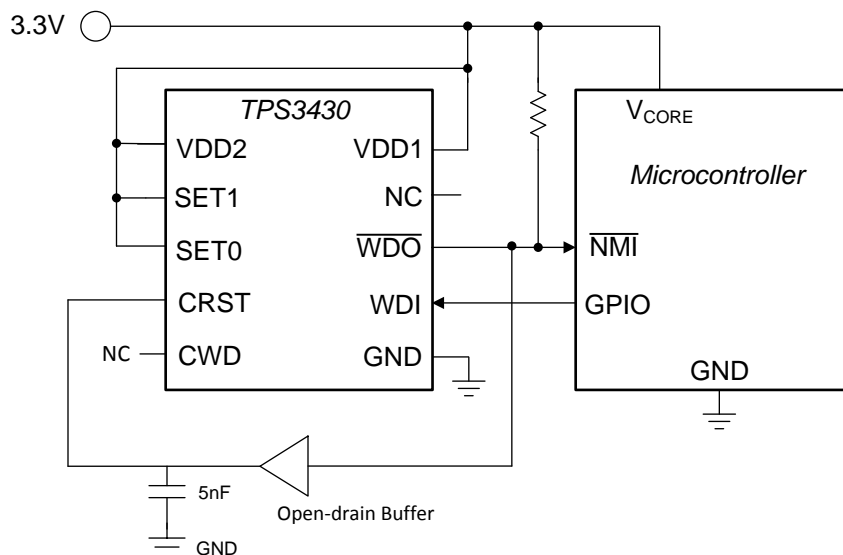 3.3V
TPS3430
VDD2
VDD1
SET1
NC
SET0
WDO
CRST
WDI
NC
CWD
GND
VCORE
Microcontroller
NMI
GPIO
GND
5nF
Open-drain Buffer
GND